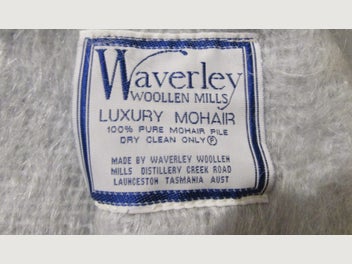 Waverley
WOOLLEN MILLS
LUXURY MOHAIR
100% PURE MOHAIR PILE
DRY CLEAN ONLY Ⓟ
MADE BY WAVERLEY WOOLLEN
MILLS DISTILLERY CREEK ROAD
LAUNCESTON TASMANIA AUST